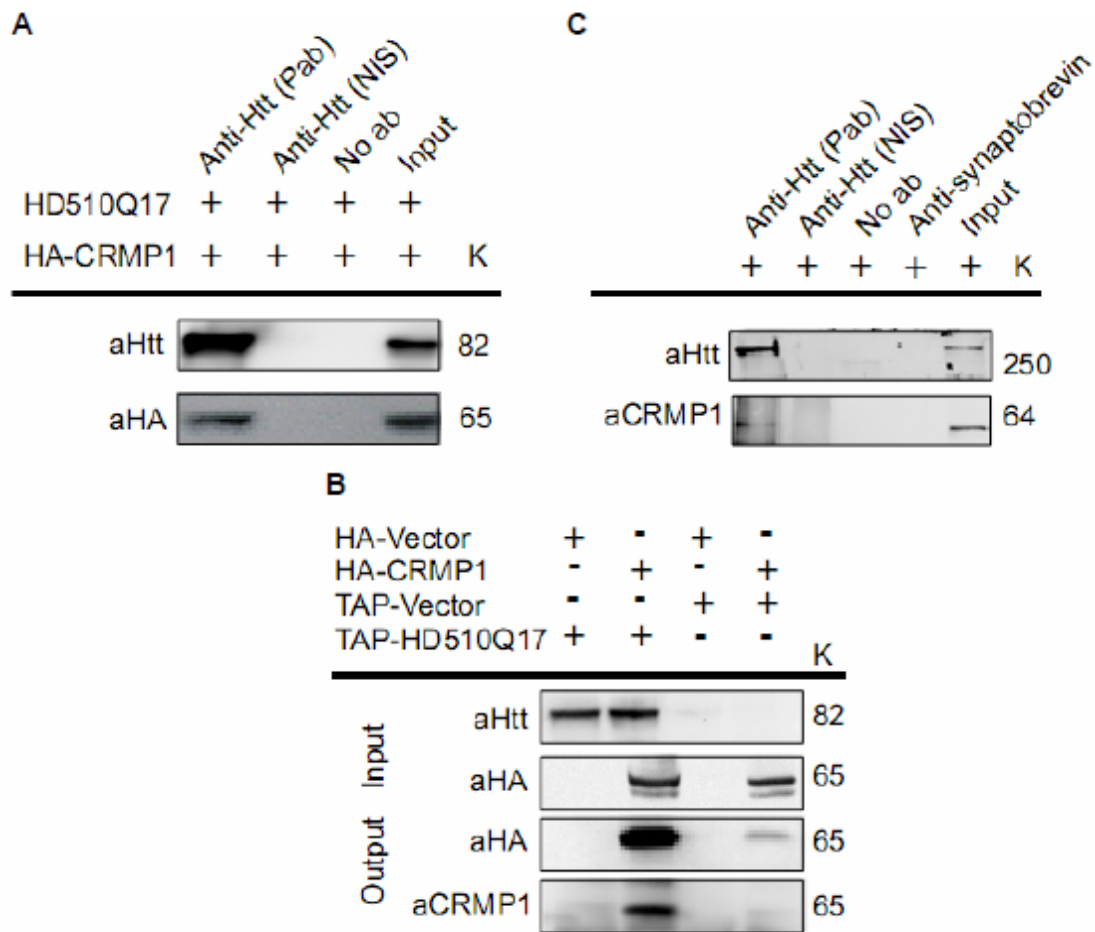 A
Anti-Htt (Pab)
Anti-Htt (NIS)
No ab
Input
HD510Q17 + + + +
HA-CRMP1 + + + + K
aHtt 82
aHA 65
C
Anti-Htt (Pab)
Anti-Htt (NIS)
No ab
Anti-synaptobrevin
Input
+ + + + + K
aHtt 250
aCRMP1 64
B
HA-Vector + - + -
HA-CRMP1 - + - +
TAP-Vector - - + +
TAP-HD510Q17 + + - -
K
Input
aHtt 82
aHA 65
Output
aHA 65
aCRMP1 65